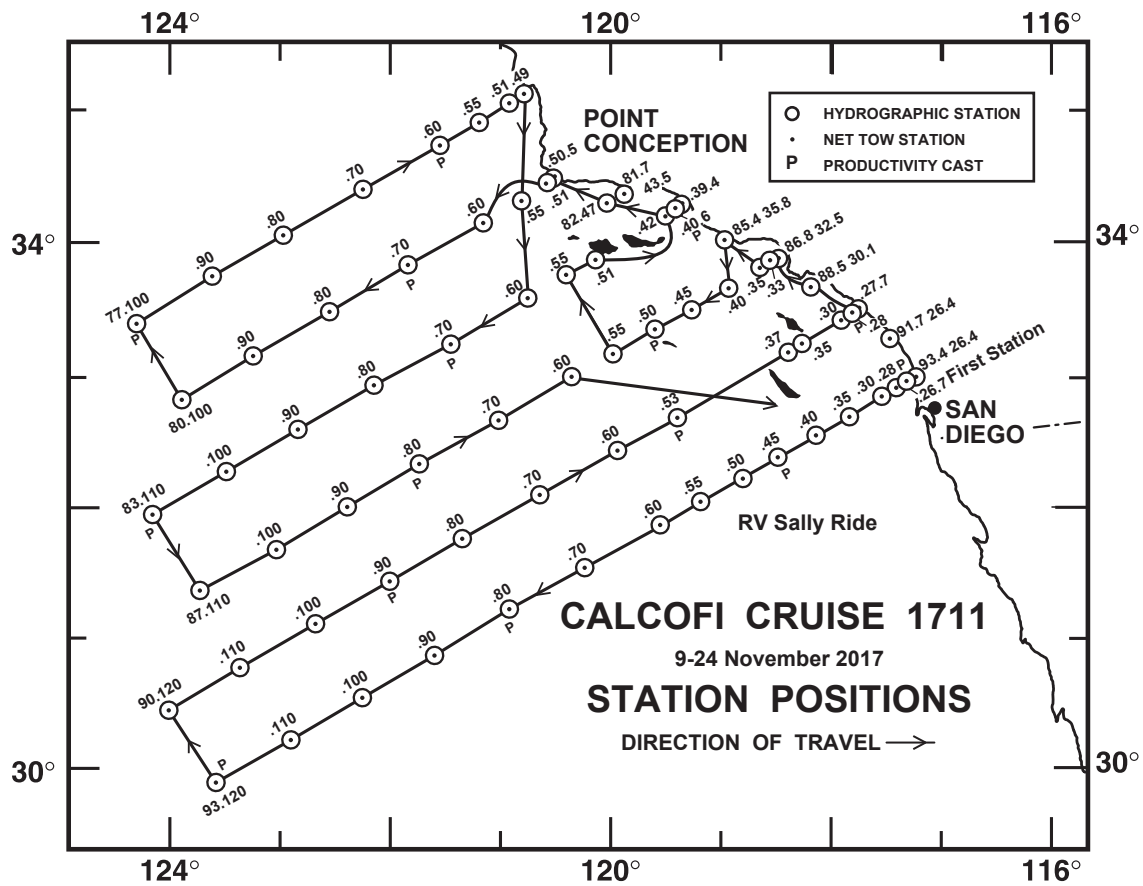 124° 120° 116°
HYDROGRAPHIC STATION
NET TOW STATION
P PRODUCTIVITY CAST
POINT
CONCEPTION
34° 34°
77.100 .90 .80 .70 .60 .55 .51 .49
P P
80.100 .90 .80 .70 .60 .51 .50.5
P
82.47 81.7 43.5 .42 .39.4 .40.6
P
.55 .60 .70 .80 .90 .100 83.110
P P
.55 .51
.55 .50 .45 .40 .35 .33
P
85.4 35.8
86.8 32.5
88.5 30.1
.27.7
.28
P
91.7 26.4
93.4 26.4
First Station
.26.7
SAN
DIEGO
87.110 .100 .90 .80 .70 .60
P
90.120 .110 .100 .90 .80 .70 .60 .53 .37 .35 .30
P P
93.120 .110 .100 .90 .80 .70 .60 .55 .50 .45 .40 .35 .30 .28 P
P P P
RV Sally Ride
CALCOFI CRUISE 1711
9-24 November 2017
STATION POSITIONS
DIRECTION OF TRAVEL
30° 30°
124° 120° 116°